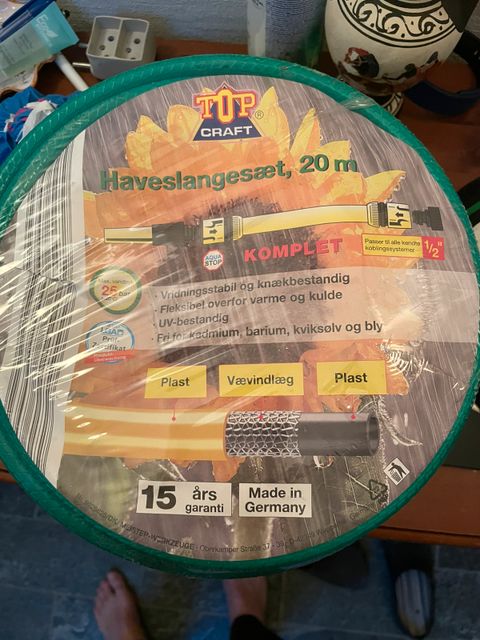 TOP
CRAFT
®
Haveslangesæt, 20 m
AQUA
STOP
KOMPLET
Passer til alle kendte
koblingssystemer
1/2"
25
bar
· Vridningsstabil og knækbestandig
· Fleksibel overfor varme og kulde
· UV-bestandig
· Fri for kadmium, barium, kviksølv og bly
Plast
Vævindlæg
Plast
15 års
garanti
Made in
Germany